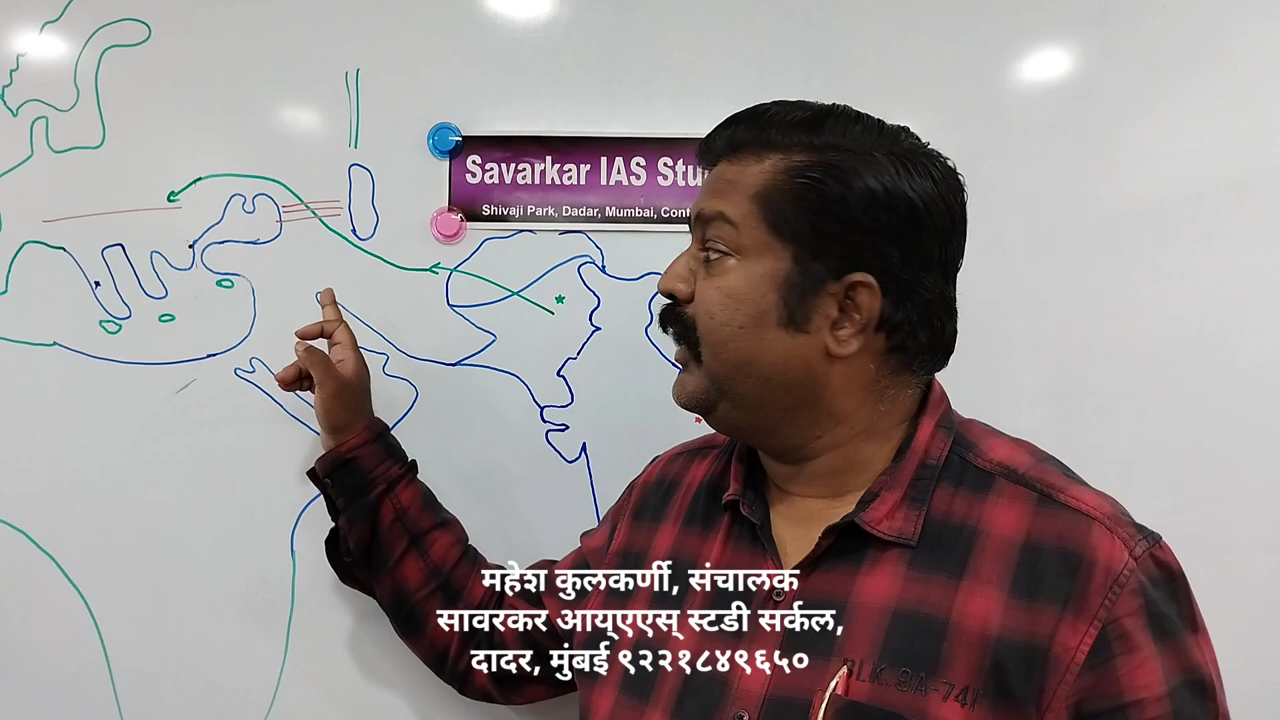 Savarkar IAS Stu
Shivaji Park, Dadar, Mumbai, Cont
महेश कुलकर्णी, संचालक
सावरकर आय्एएस् स्टडी सर्कल,
दादर, मुंबई ९२२१८४९६५०